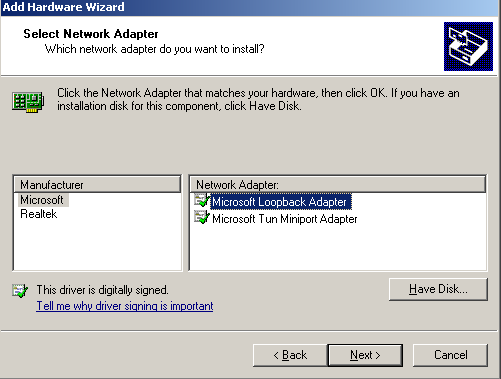 Add Hardware Wizard
Select Network Adapter
Which network adapter do you want to install?
Click the Network Adapter that matches your hardware, then click OK. If you have an
installation disk for this component, click Have Disk.
Manufacturer
Microsoft
Realtek
Network Adapter:
Microsoft Loopback Adapter
Microsoft Tun Miniport Adapter
This driver is digitally signed.
Tell me why driver signing is important
Have Disk...
< Back
Next >
Cancel